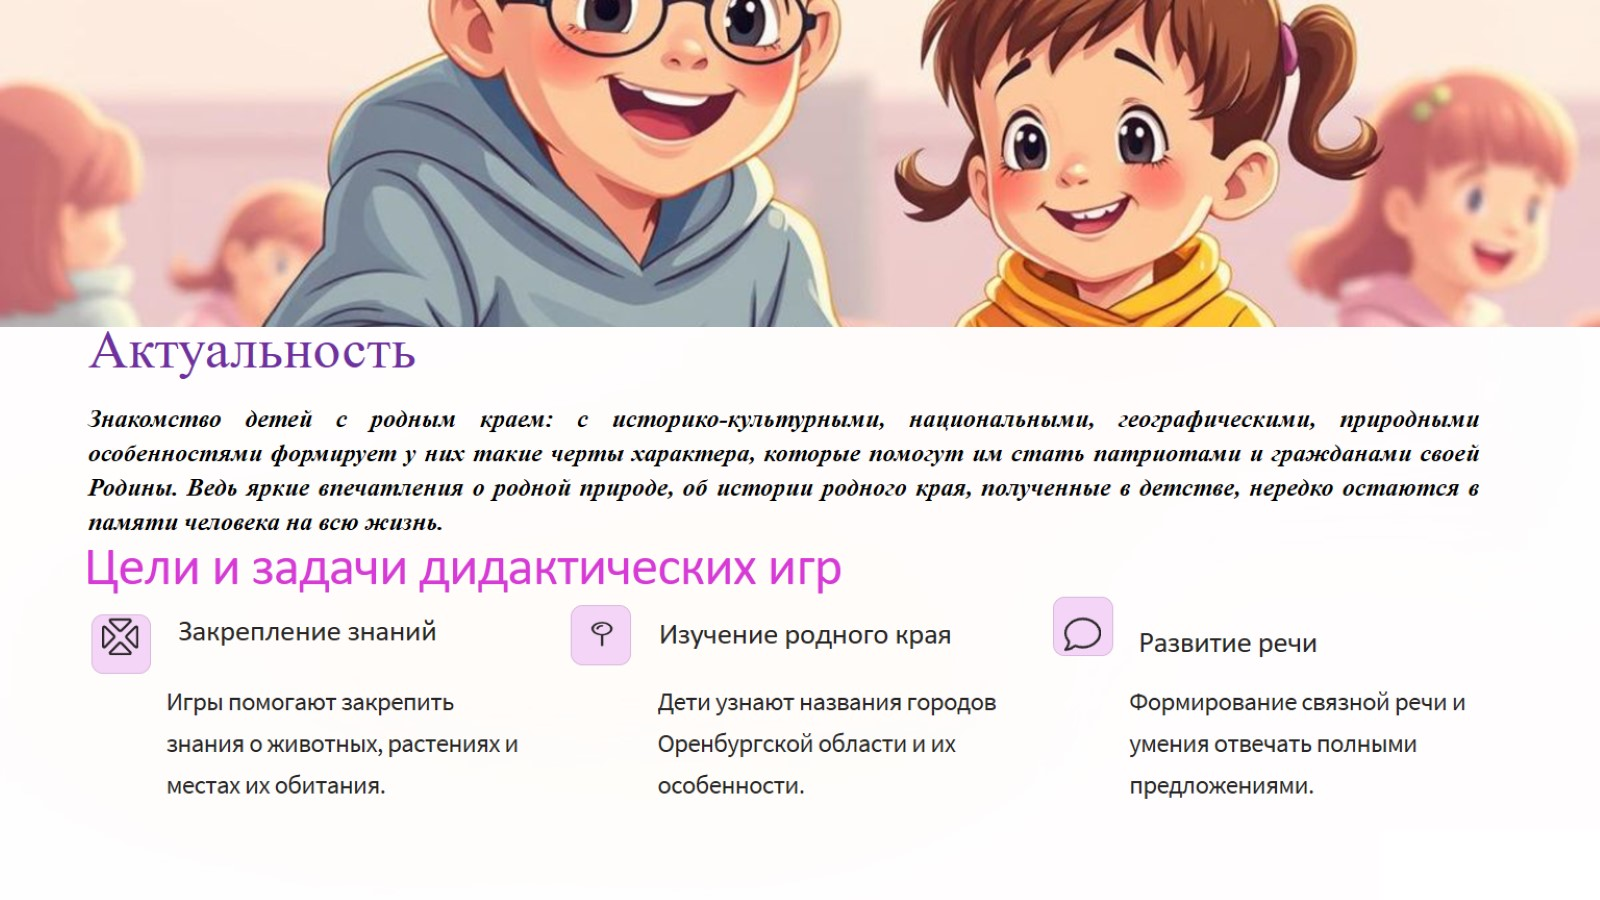 Актуальность
Знакомство детей с родным краем: с историко-культурными, национальными, географическими, природными
особенностями формирует у них такие черты характера, которые помогут им стать патриотами и гражданами своей
Родины. Ведь яркие впечатления о родной природе, об истории родного края, полученные в детстве, нередко остаются в
памяти человека на всю жизнь.
Цели и задачи дидактических игр
Закрепление знаний
Игры помогают закрепить
знания о животных, растениях и
местах их обитания.
Изучение родного края
Дети узнают названия городов
Оренбургской области и их
особенности.
Развитие речи
Формирование связной речи и
умения отвечать полными
предложениями.